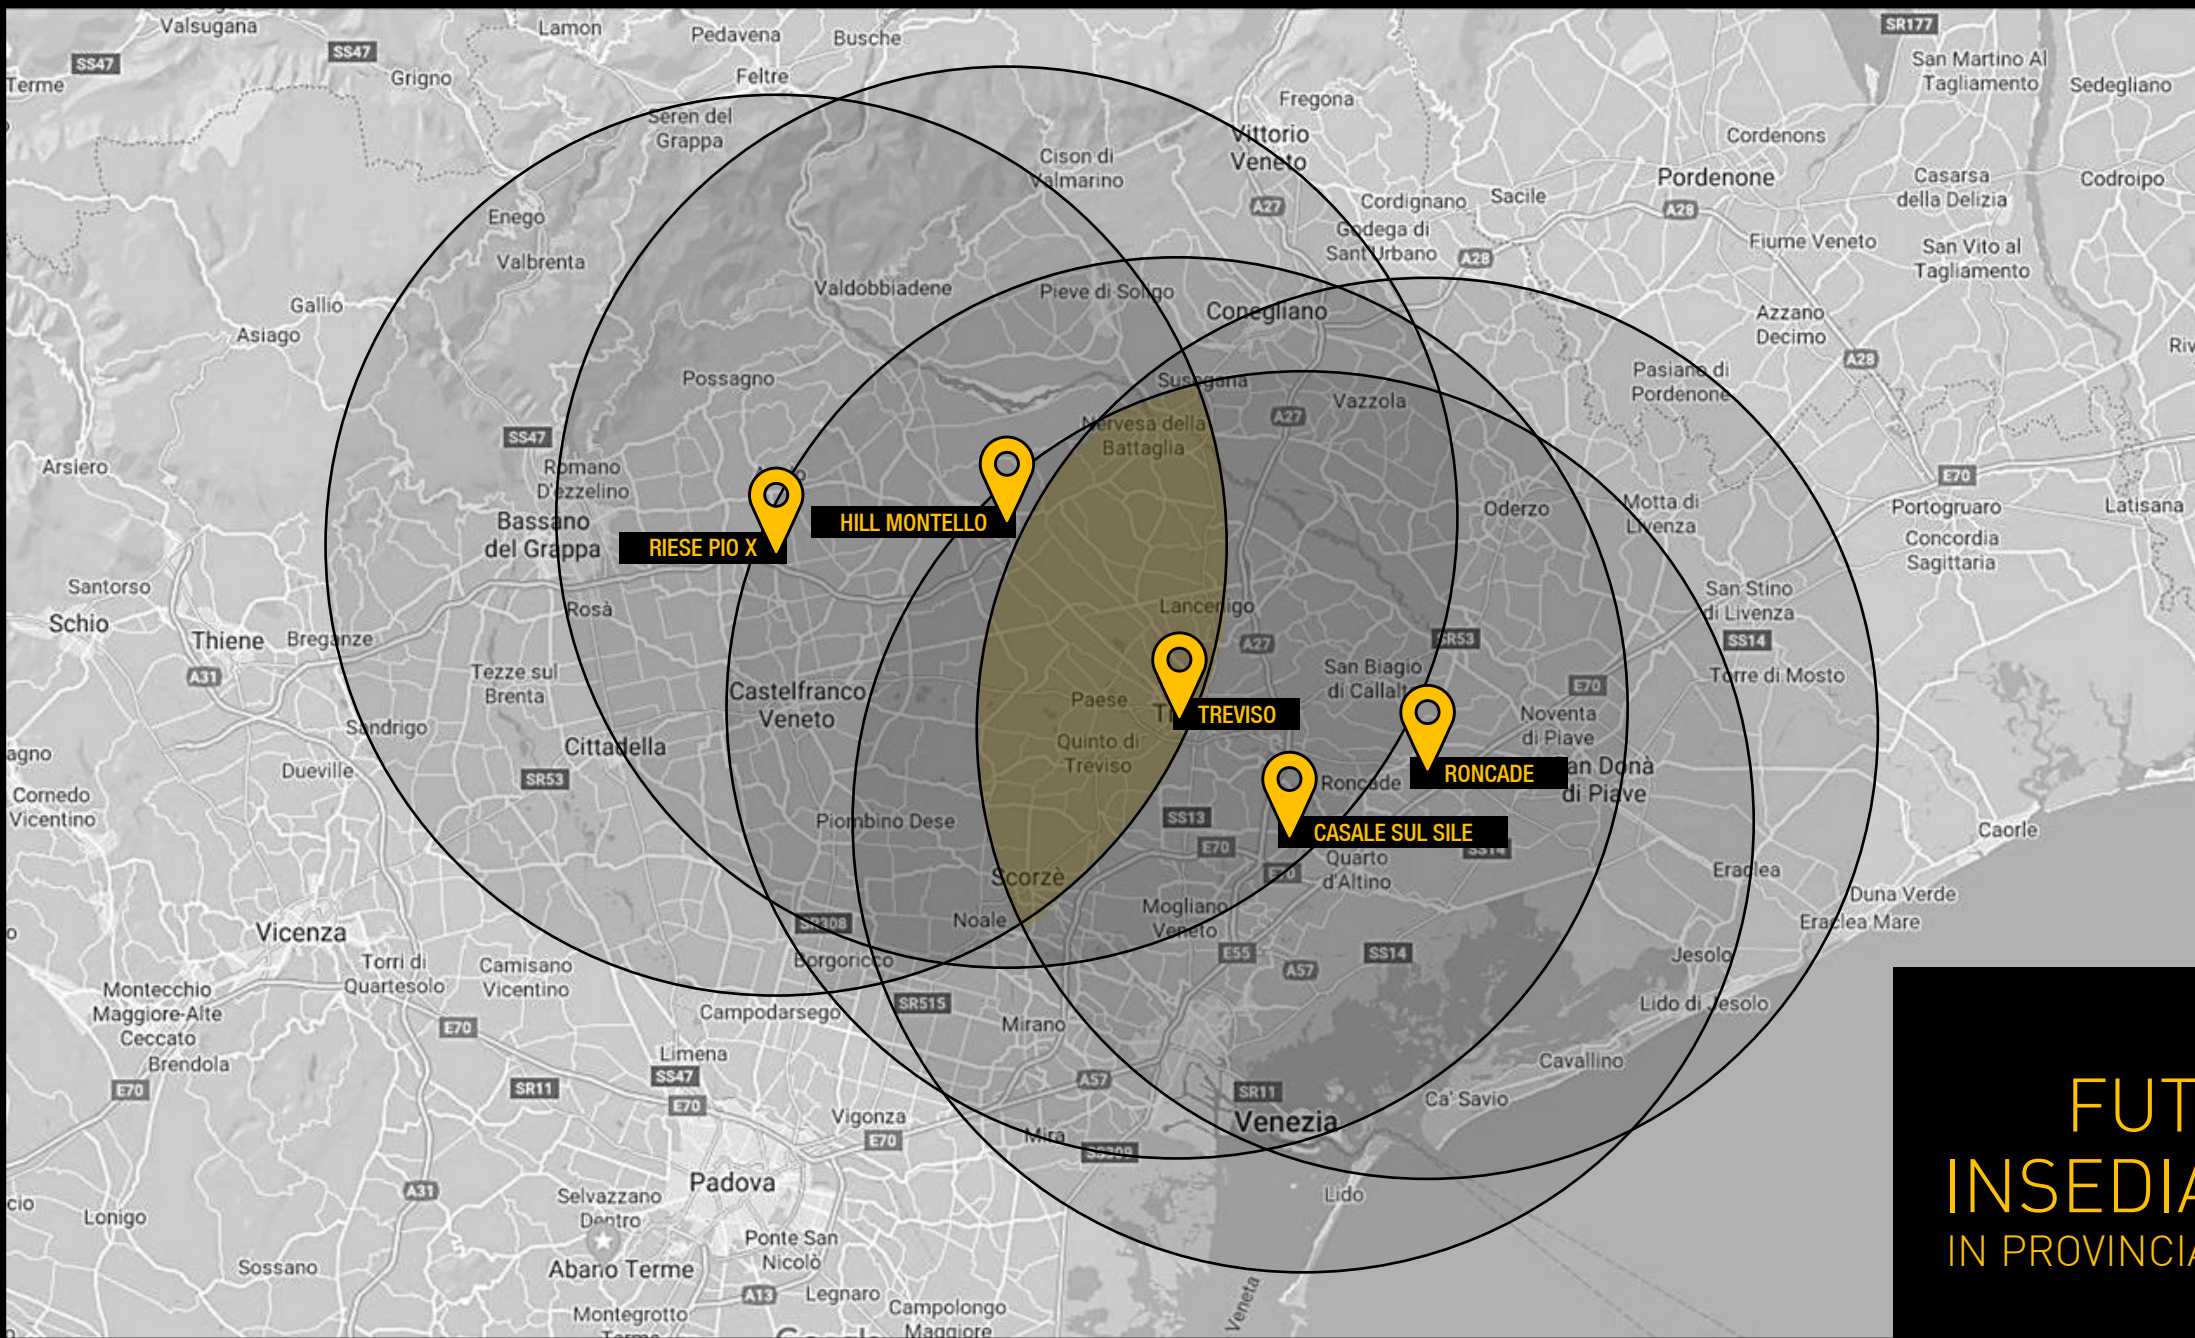 Valsugana
Lamon
Pedavena
Busche
SR177
SS47
SS47
Grigno
Feltre
San Martino Al
Tagliamento
Sedegliano
Terme
Seren del
Grappa
Fregona
Vittorio
Veneto
Cordenons
Cison di
Valmarino
Pordenone
Casarsa
della Delizia
Codroipo
Enego
A27
Cordignano
Sacile
A28
Godega di
Sant'Urbano
A28
Fiume Veneto
San Vito al
Tagliamento
Valbrenta
Valdobbiadene
Pieve di Soligo
Gallio
Asiago
Conegliano
Azzano
Decimo
A28
Possagno
Susegana
Vazzola
Pasiano di
Pordenone
A27
Nervesa della
Battaglia
SS47
Arsiero
Romano
D'ezzelino
E70
Bassano
del Grappa
HILL MONTELLO
RIESE PIO X
Oderzo
Motta di
Livenza
Portogruaro
Latisana
Concordia
Sagittaria
Santorso
Schio
Rosà
Lancenigo
San Stino
di Livenza
Thiene
Breganze
A27
SR53
SS14
A31
Tezze sul
Brenta
Castelfranco
Veneto
Paese
San Biagio
E70
Torre di Mosto
TREVISO
Sandrigo
Cittadella
Quinto di
Treviso
Noventa
di Piave
Dueville
SR53
Roncade
RONCADE
di Piave
Cornedo
Vicentino
Piombino Dese
SS13
CASALE SUL SILE
Caorle
E70
Quarto
d'Altino
SS14
E70
Scorzè
Eraclea
Duna Verde
Eraclea Mare
Vicenza
SR308
Noale
Mogliano
Veneto
E55
A57
SS14
Jesolo
Torri di
Quartesolo
Camisano
Vicentino
Borgoricco
Montecchio
Maggiore-Alte
Ceccato
SR515
Campodarsego
Mirano
Lido di Jesolo
E70
Brendola
Limena
SS47
Cavallino
E70
SR11
E70
A57
SR11
Ca' Savio
Vigonza
E70
Venezia
Mira
SS309
Padova
A31
Selvazzano
Dentro
Lido
Lonigo
Ponte San
Nicolò
Sossano
Abano Terme
A13
Legnaro
Campolongo
Maggiore
Montegrotto
Veneta
FUT
INSEDIA
IN PROVINCIA